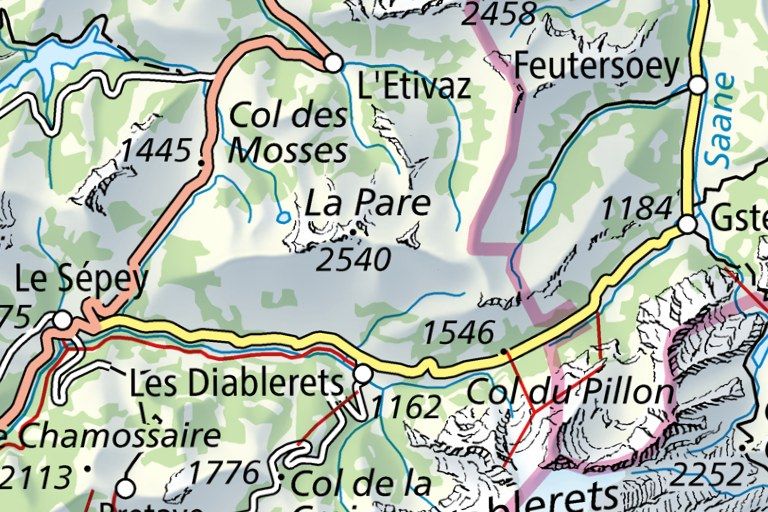 2458
Feutersoey
L'Etivaz
Saane
Col des
Mosses
1445
La Pare
2540
1184
Gste
Le Sépey
75
1546
Les Diablerets
1162
Col du Pillon
e Chamossaire
2113
1776
Col de la
2252
blerets